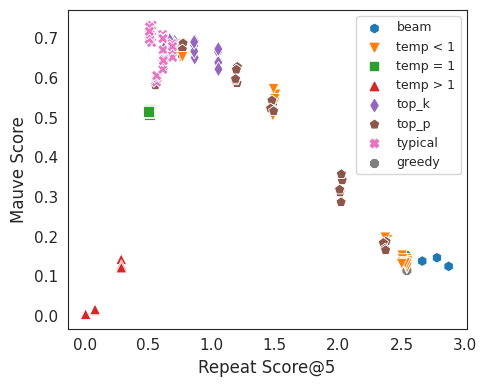 Mauve Score
0.7
0.6
0.5
0.4
0.3
0.2
0.1
0.0
beam
temp < 1
temp = 1
temp > 1
top_k
top_p
typical
greedy
0.0 0.5 1.0 1.5 2.0 2.5 3.0
Repeat Score@5